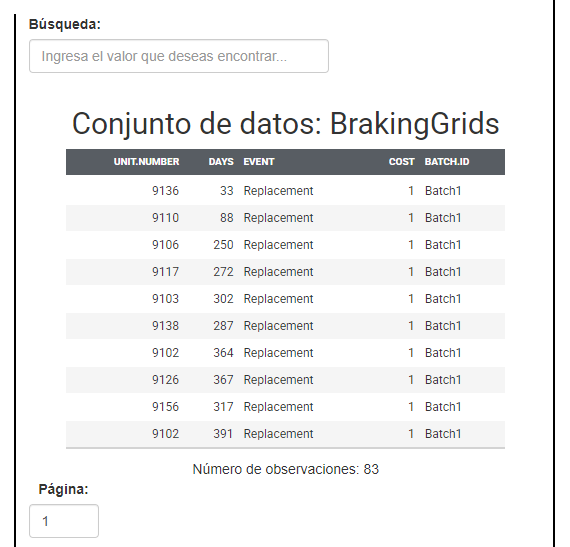 Búsqueda:
Ingresa el valor que deseas encontrar...
Conjunto de datos: BrakingGrids
UNIT.NUMBER DAYS EVENT COST BATCH.ID
9136 33 Replacement 1 Batch1
9110 88 Replacement 1 Batch1
9106 250 Replacement 1 Batch1
9117 272 Replacement 1 Batch1
9103 302 Replacement 1 Batch1
9138 287 Replacement 1 Batch1
9102 364 Replacement 1 Batch1
9126 367 Replacement 1 Batch1
9156 317 Replacement 1 Batch1
9102 391 Replacement 1 Batch1
Número de observaciones: 83
Página:
1